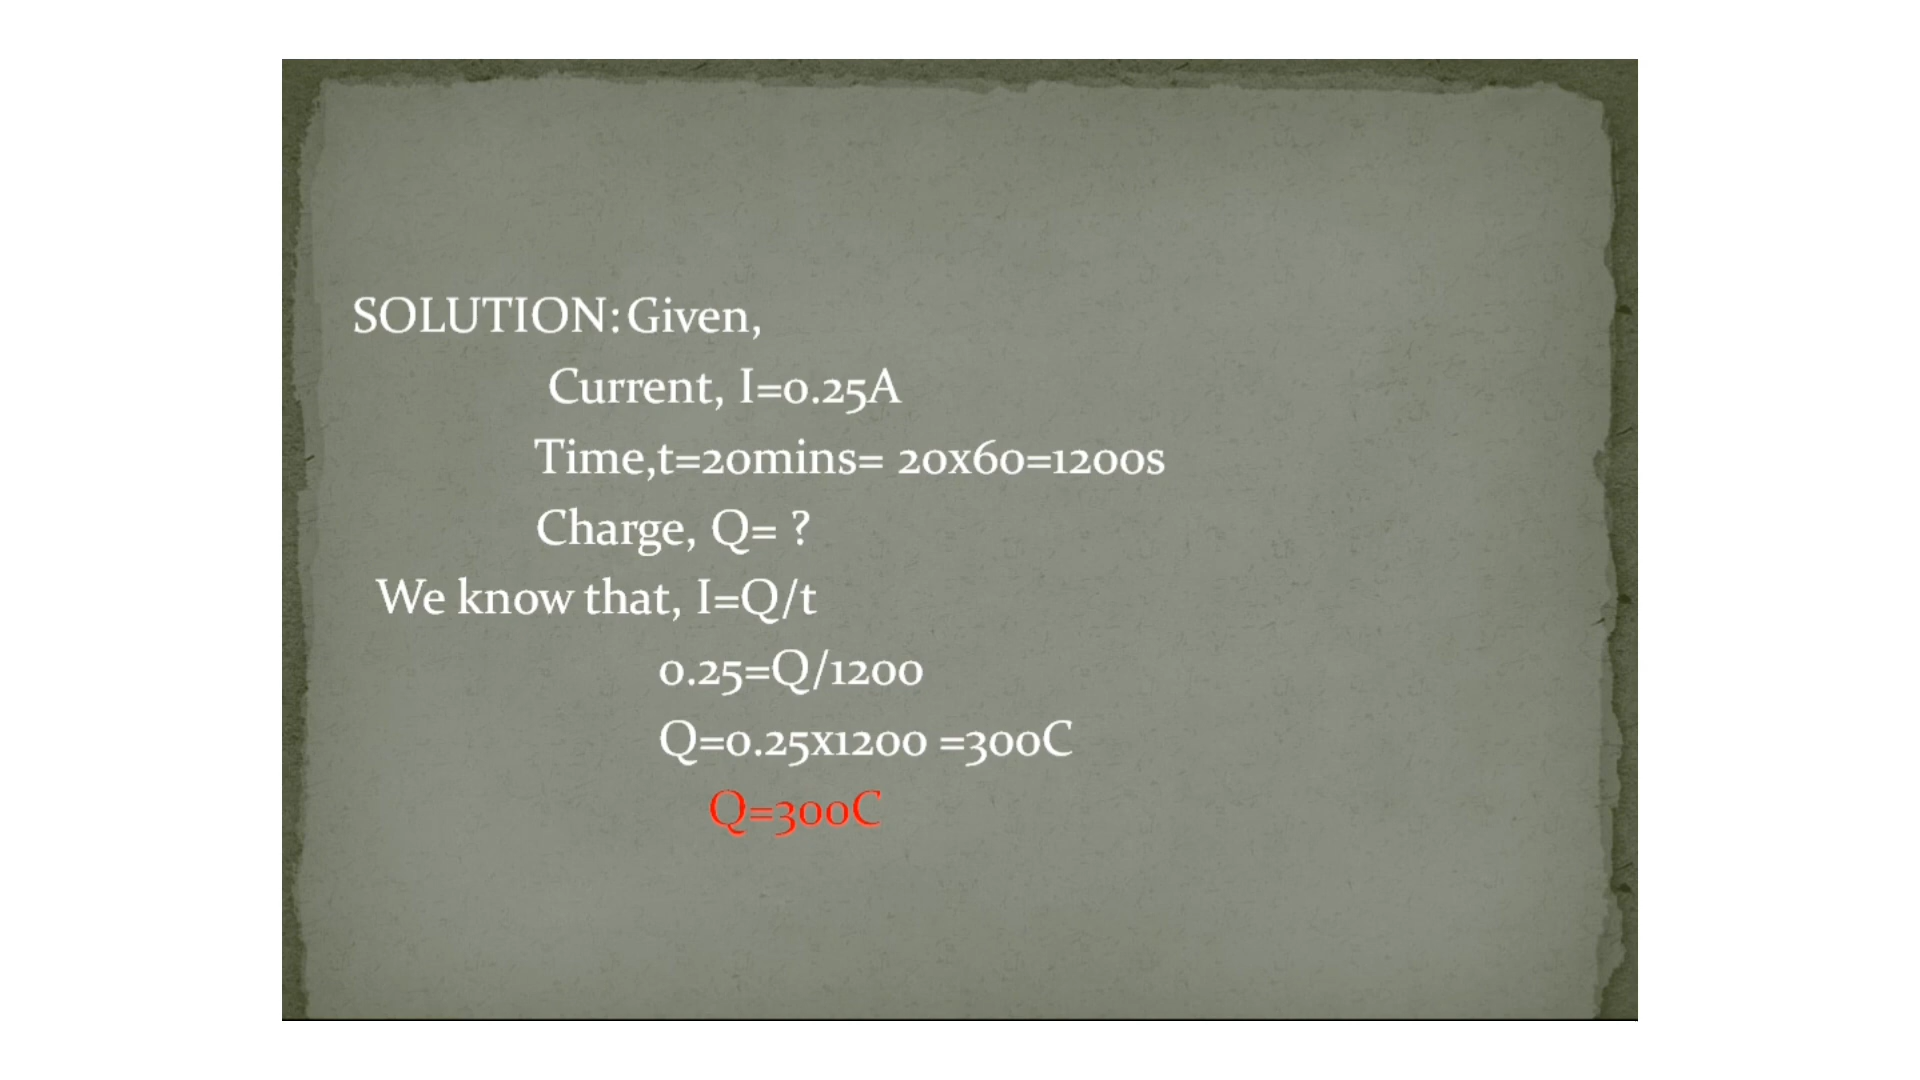 SOLUTION: Given,
Current, I=0.25A
Time,t=20mins= 20x60=1200s
Charge, Q= ?
We know that, I=Q/t
0.25=Q/1200
Q=0.25x1200 =300C
Q=300C